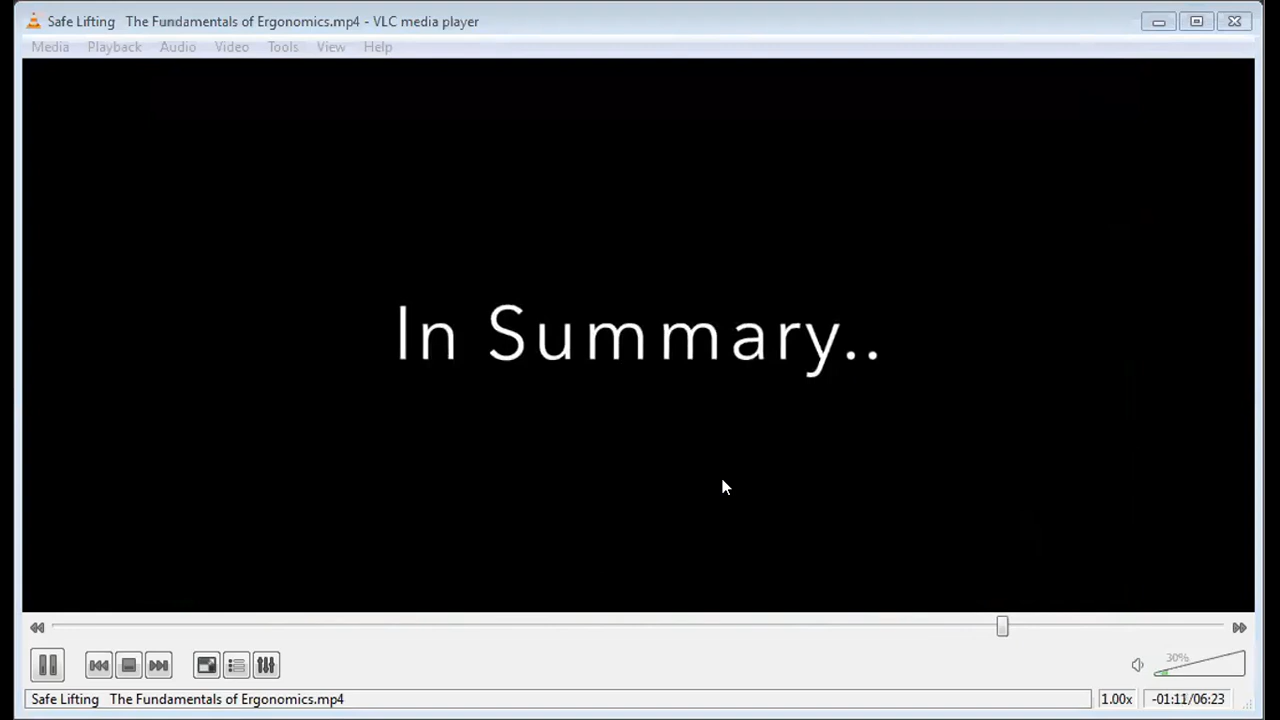 Safe Lifting The Fundamentals of Ergonomics.mp4 - VLC media player
Media Playback Audio Video Tools View Help
In Summary..
30%
Safe Lifting The Fundamentals of Ergonomics.mp4 1.00x -01:11/06:23